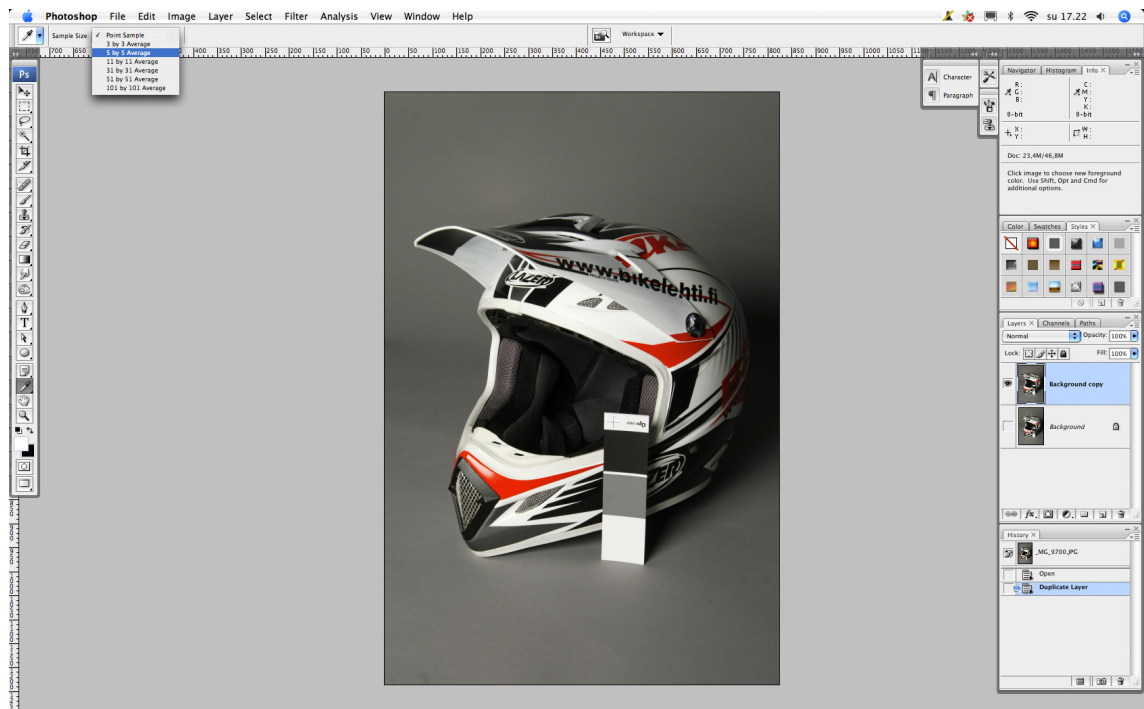 Photoshop File Edit Image Layer Select Filter Analysis View Window Help
su 17.22
Sample Size:
✓ Point Sample
3 by 3 Average
5 by 5 Average
11 by 11 Average
31 by 31 Average
51 by 51 Average
101 by 101 Average
Workspace
Ps
Character
Paragraph
Navigator Histogram Info
R:
G:
B:
8-bit
C:
M:
Y:
K:
8-bit
X:
Y:
W:
H:
Doc: 23,4M/46,8M
Click image to choose new foreground
color. Use Shift, Opt and Cmd for
additional options.
Color Swatches Styles
Layers Channels Paths
Normal Opacity: 100%
Lock: Fill: 100%
Background copy
Background
History
_MG_9700.JPG
Open
Duplicate Layer
www.bikelehti.fi
LAZER
LAZER